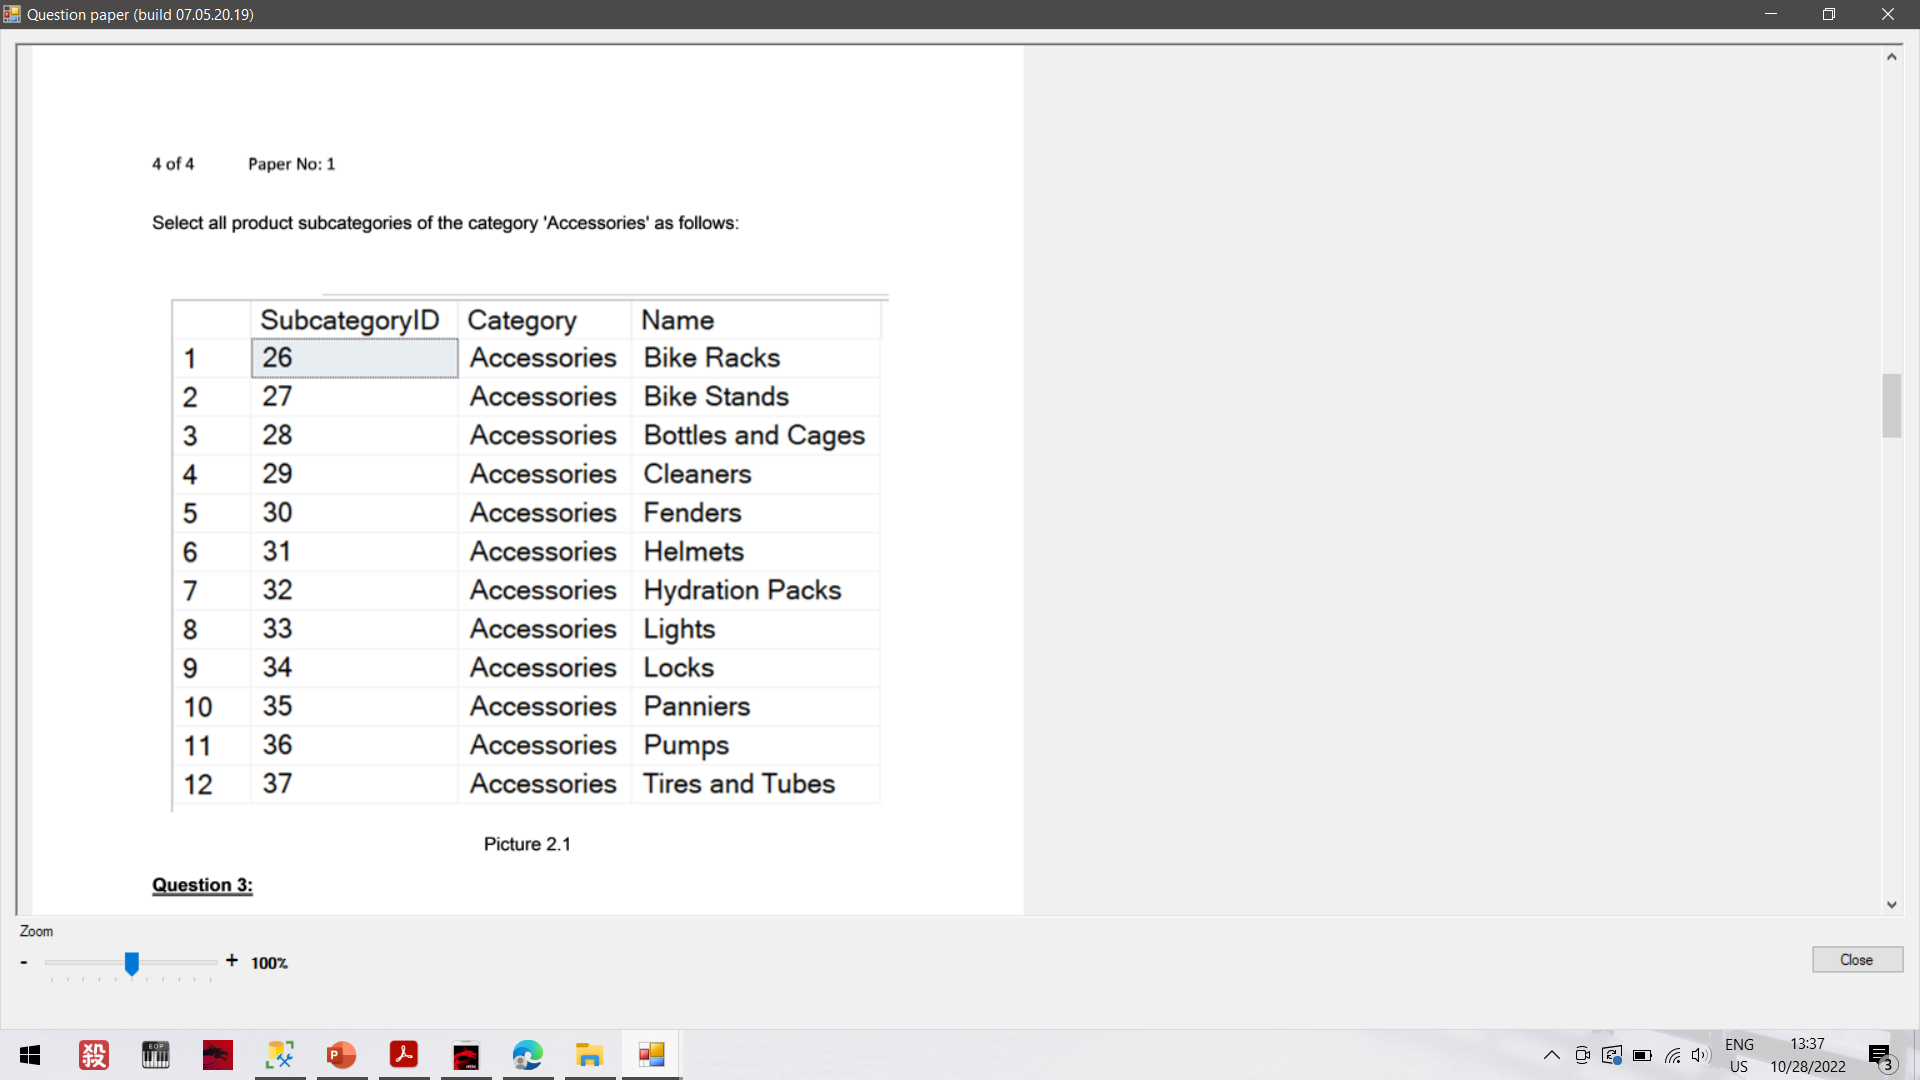 Question paper (build 07.05.20.19)
4 of 4 Paper No: 1
Select all product subcategories of the category 'Accessories' as follows:
SubcategoryID Category Name
1 26 Accessories Bike Racks
2 27 Accessories Bike Stands
3 28 Accessories Bottles and Cages
4 29 Accessories Cleaners
5 30 Accessories Fenders
6 31 Accessories Helmets
7 32 Accessories Hydration Packs
8 33 Accessories Lights
9 34 Accessories Locks
10 35 Accessories Panniers
11 36 Accessories Pumps
12 37 Accessories Tires and Tubes
Picture 2.1
Question 3:
Zoom
- + 100%
Close
殺
EOP
P
ENG 13:37
US 10/28/2022
3